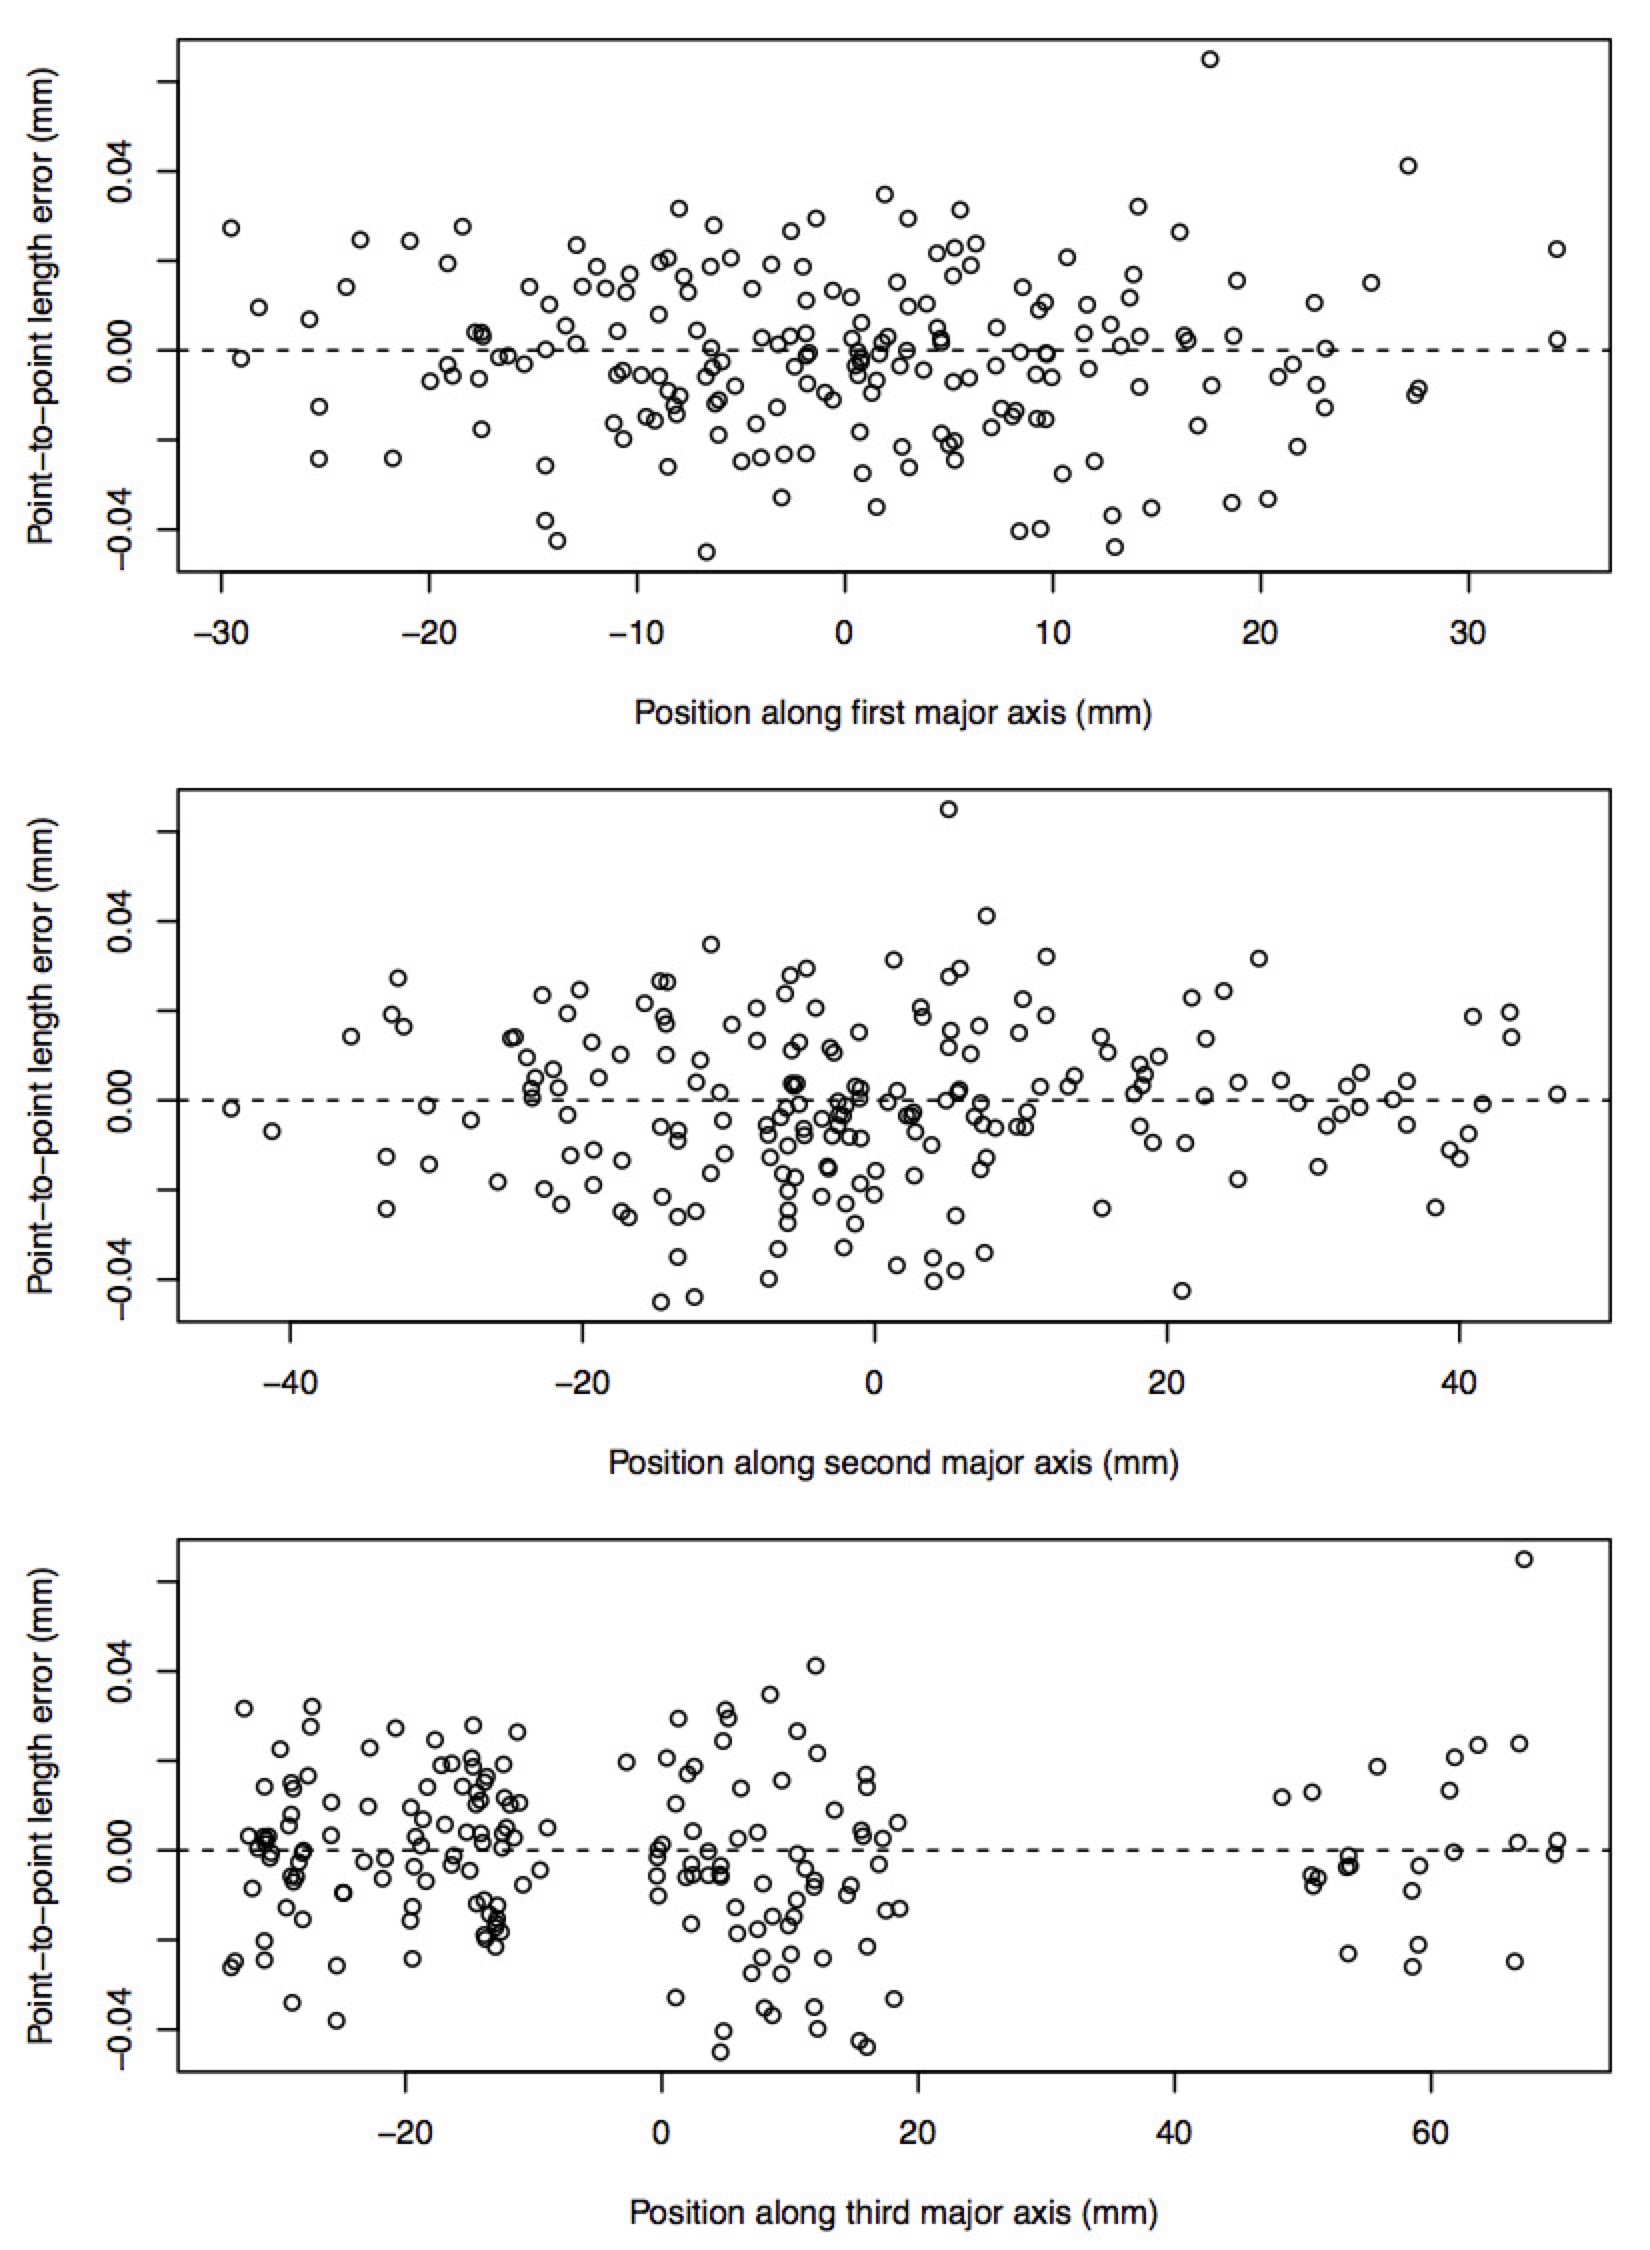 Point−to−point length error (mm)
0.04
0.00
−0.04
−30 −20 −10 0 10 20 30
Position along first major axis (mm)
Point−to−point length error (mm)
0.04
0.00
−0.04
−40 −20 0 20 40
Position along second major axis (mm)
Point−to−point length error (mm)
0.04
0.00
−0.04
−20 0 20 40 60
Position along third major axis (mm)